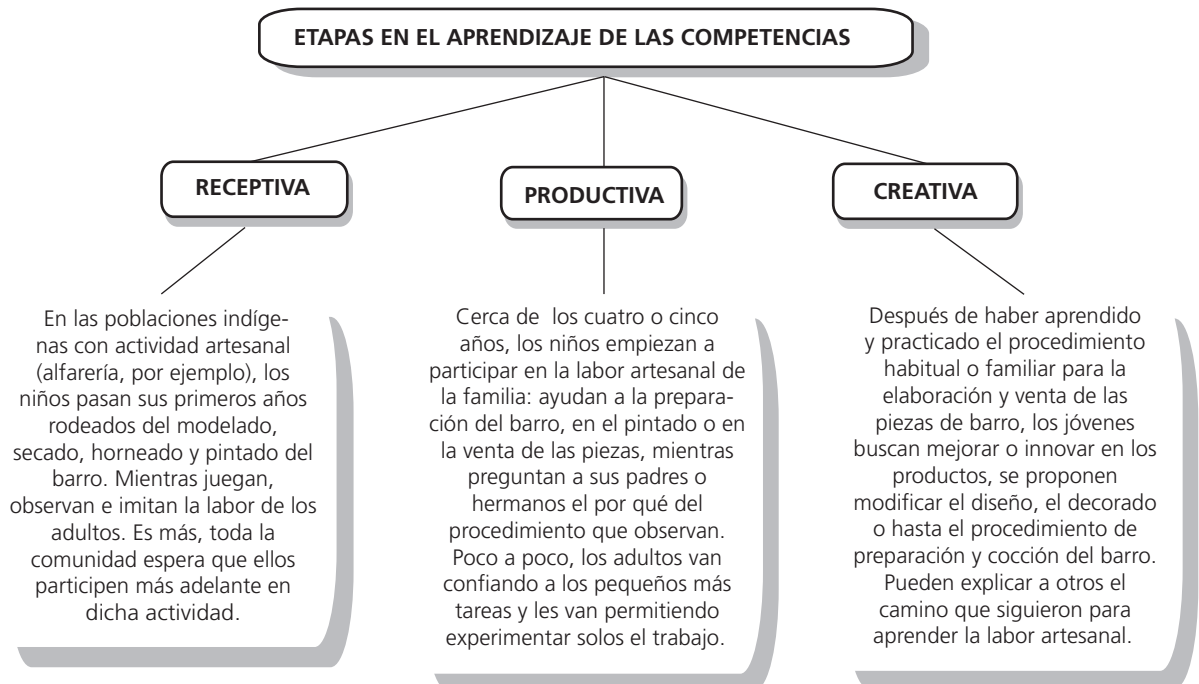 ETAPAS EN EL APRENDIZAJE DE LAS COMPETENCIAS
RECEPTIVA
En las poblaciones indíge-
nas con actividad artesanal
(alfarería, por ejemplo), los
niños pasan sus primeros años
rodeados del modelado,
secado, horneado y pintado del
barro. Mientras juegan,
observan e imitan la labor de los
adultos. Es más, toda la
comunidad espera que ellos
participen más adelante en
dicha actividad.
PRODUCTIVA
Cerca de los cuatro o cinco
años, los niños empiezan a
participar en la labor artesanal de
la familia: ayudan a la prepara-
ción del barro, en el pintado o en
la venta de las piezas, mientras
preguntan a sus padres o
hermanos el por qué del
procedimiento que observan.
Poco a poco, los adultos van
confiando a los pequeños más
tareas y les van permitiendo
experimentar solos el trabajo.
CREATIVA
Después de haber aprendido
y practicado el procedimiento
habitual o familiar para la
elaboración y venta de las
piezas de barro, los jóvenes
buscan mejorar o innovar en los
productos, se proponen
modificar el diseño, el decorado
o hasta el procedimiento de
preparación y cocción del barro.
Pueden explicar a otros el
camino que siguieron para
aprender la labor artesanal.